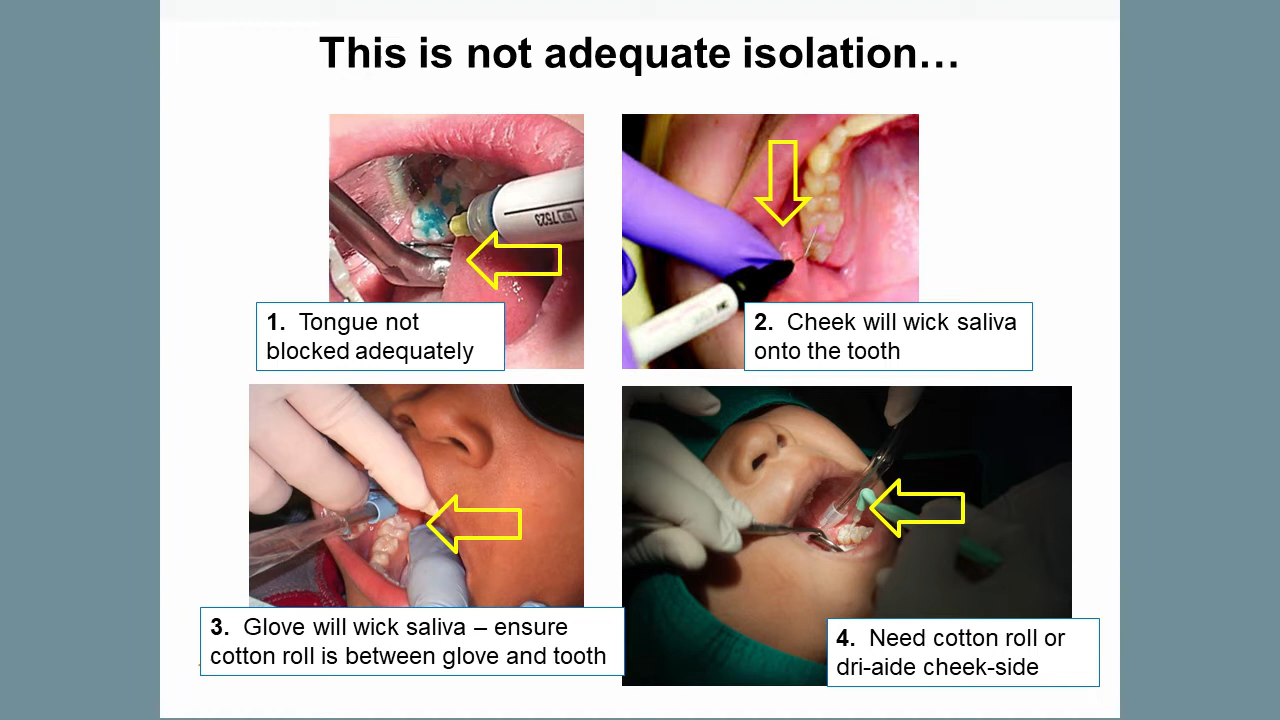 This is not adequate isolation…
7523
1. Tongue not
blocked adequately
2. Cheek will wick saliva
onto the tooth
3. Glove will wick saliva – ensure
cotton roll is between glove and tooth
4. Need cotton roll or
dri-aide cheek-side